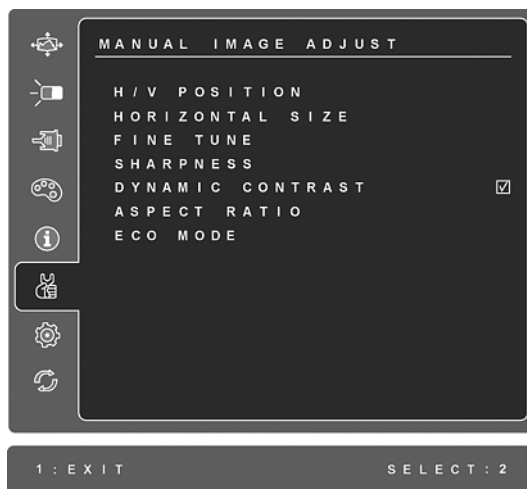 MANUAL IMAGE ADJUST
H/V POSITION
HORIZONTAL SIZE
FINE TUNE
SHARPNESS
DYNAMIC CONTRAST
ASPECT RATIO
ECO MODE
1:EXIT SELECT:2